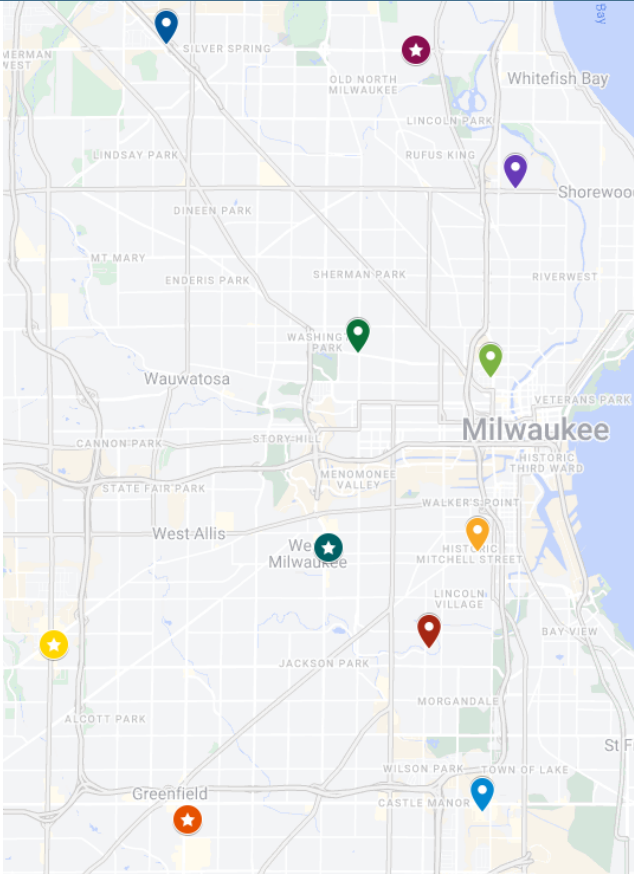 Bay
MERMAN
WEST
SILVER SPRING
OLD NORTH
MILWAUKEE
Whitefish Bay
LINCOLN PARK
LINDSAY PARK
RUFUS KING
Shorewoo
DINEEN PARK
MT MARY
ENDERIS PARK
SHERMAN PARK
RIVERWEST
WASHING
PARK
Wauwatosa
VETERANS PARK
Milwaukee
CANNON PARK
STORY HILL
HISTORIC
THIRD WARD
MENOMONEE
VALLEY
STATE FAIR PARK
WALKER'S POINT
West Allis
We
Milwaukee
HISTORIC
MITCHELL STREET
LINCOLN
VILLAGE
BAY VIEW
JACKSON PARK
MORGANDALE
ALCOTT PARK
St F
WILSON PARK
TOWN OF LAKE
Greenfield
CASTLE MANOR